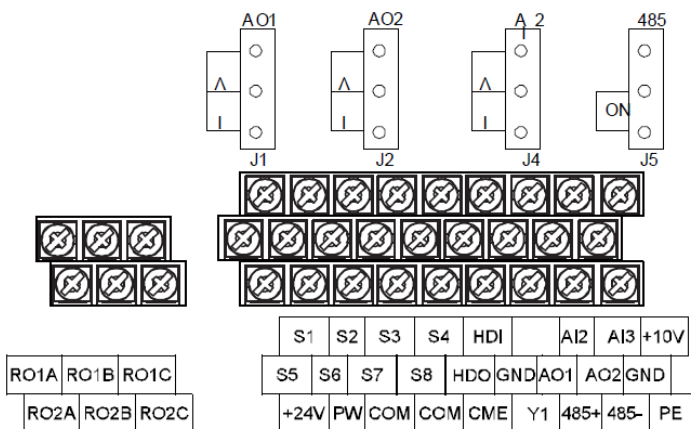 AO1 AO2 AI2 485
V V V
I I I ON
J1 J2 J4 J5
S1 S2 S3 S4 HDI AI2 AI3 +10V
RO1A RO1B RO1C S5 S6 S7 S8 HDO GND AO1 AO2 GND
RO2A RO2B RO2C +24V PW COM COM CME Y1 485+ 485- PE